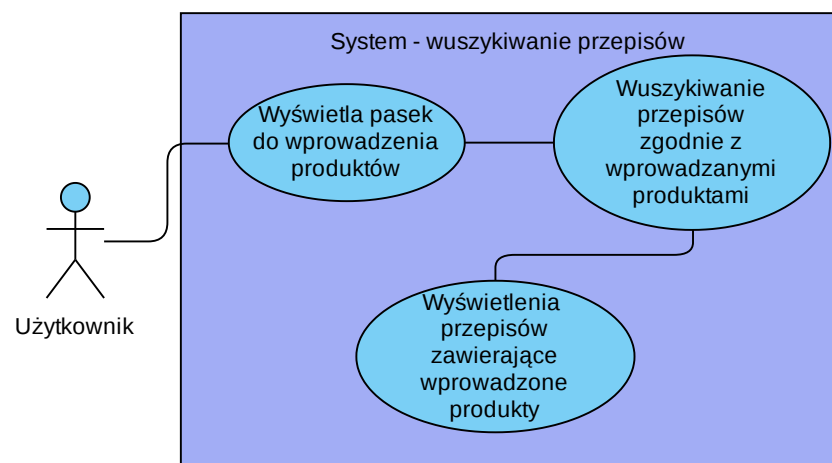 System - wuszykiwanie przepisów
Wyświetla pasek
do wprowadzenia
produktów
Wuszykiwanie
przepisów
zgodnie z
wprowadzanymi
produktami
Użytkownik
Wyświetlenia
przepisów
zawierające
wprowadzone
produkty